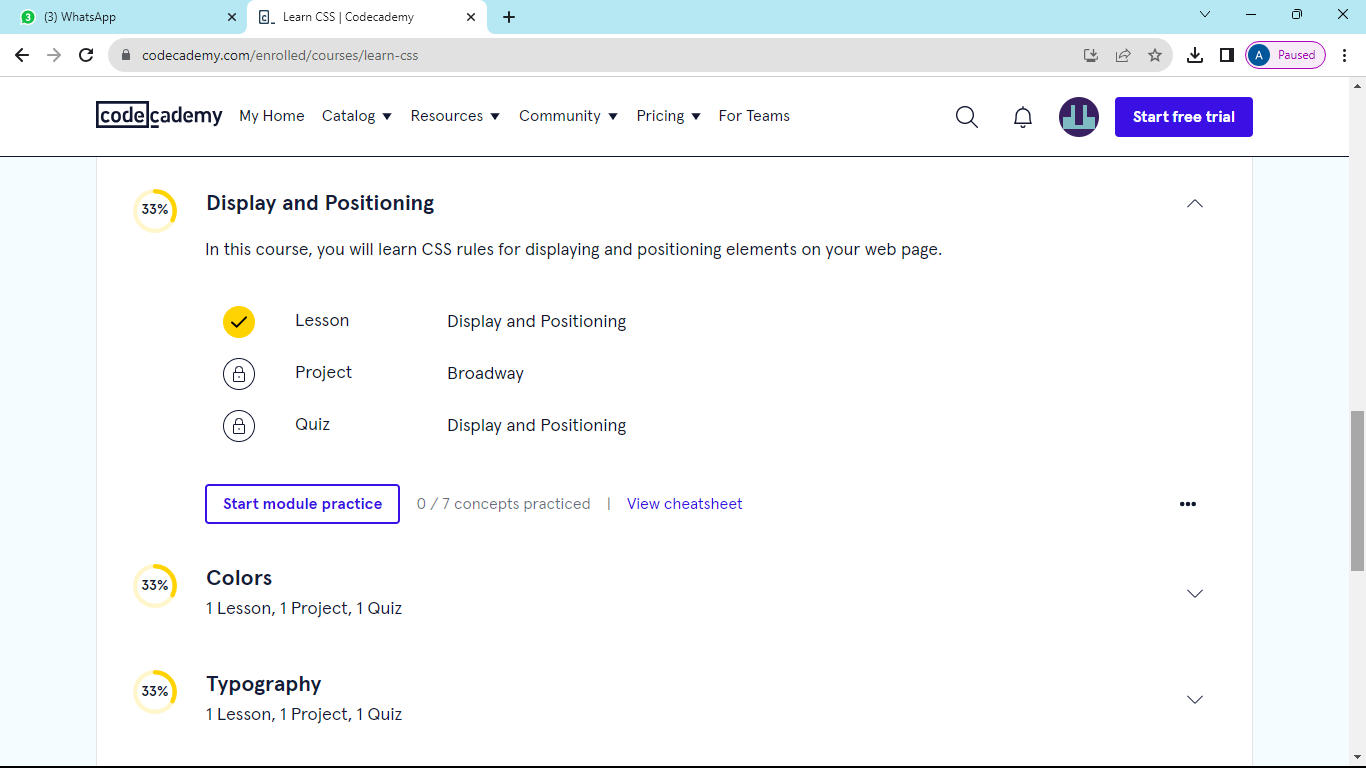 (3) WhatsApp
Learn CSS | Codecademy
codecademy.com/enrolled/courses/learn-css
A Paused
codecademy My Home Catalog Resources Community Pricing For Teams Start free trial
33% Display and Positioning
In this course, you will learn CSS rules for displaying and positioning elements on your web page.
Lesson Display and Positioning
Project Broadway
Quiz Display and Positioning
Start module practice 0 / 7 concepts practiced | View cheatsheet
33% Colors
1 Lesson, 1 Project, 1 Quiz
33% Typography
1 Lesson, 1 Project, 1 Quiz